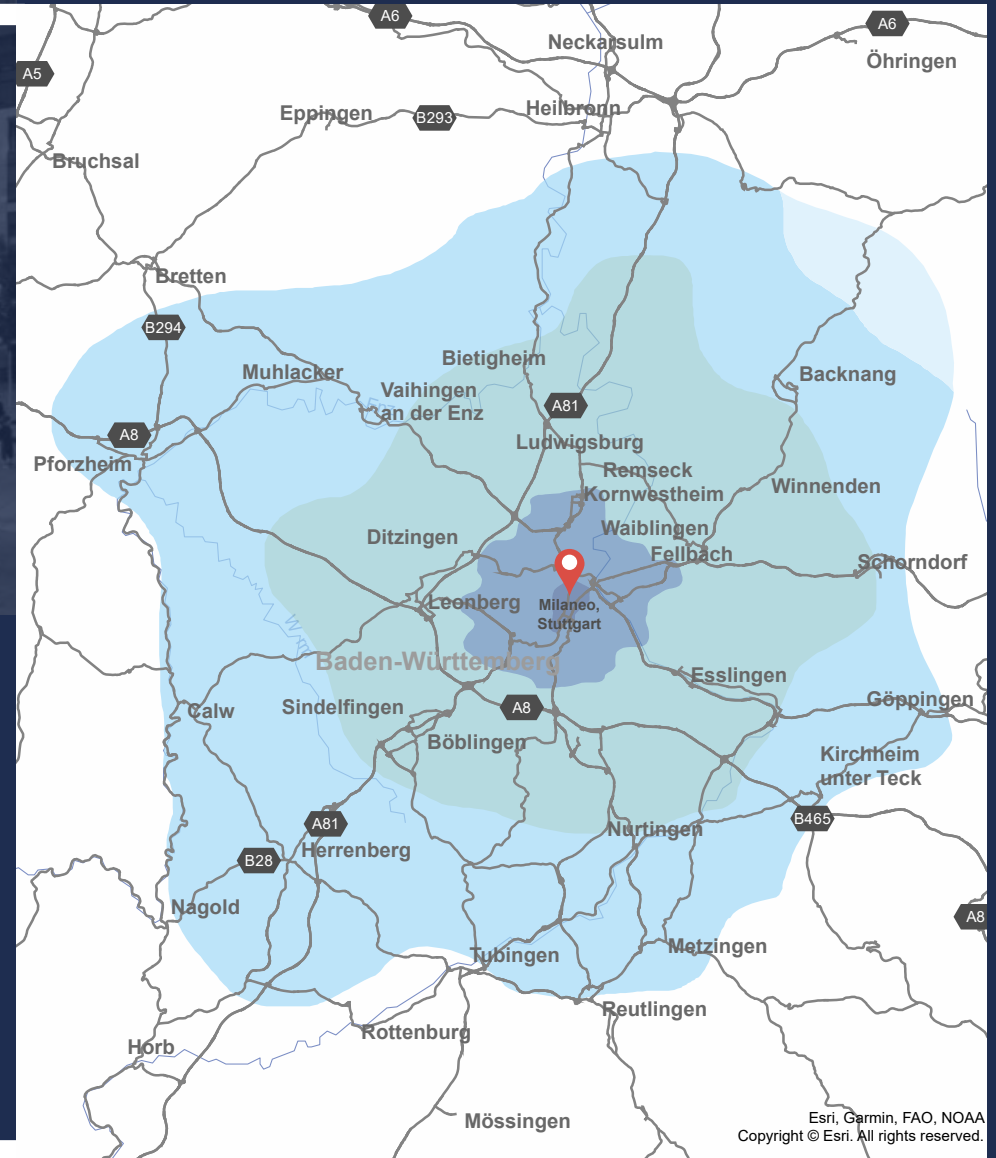 A6
A6
Neckarsulm
Öhringen
A5
Eppingen
B293
Heilbronn
Bruchsal
Bretten
B294
Bietigheim
Muhlacker
Backnang
Vaihingen
an der Enz
Enz
A81
A8
Ludwigsburg
Pforzheim
Remseck
Kornwestheim
Winnenden
Waiblingen
Ditzingen
Fellbach
Schorndorf
Leonberg
Milaneo,
Stuttgart
Baden-Württemberg
Esslingen
Göppingen
Calw
Sindelfingen
A8
Böblingen
Kirchheim
unter Teck
A81
B465
Nurtingen
Herrenberg
B28
Nagold
A8
Metzingen
Tubingen
Reutlingen
Rottenburg
Horb
Mössingen
Esri, Garmin, FAO, NOAA
Copyright © Esri. All rights reserved.